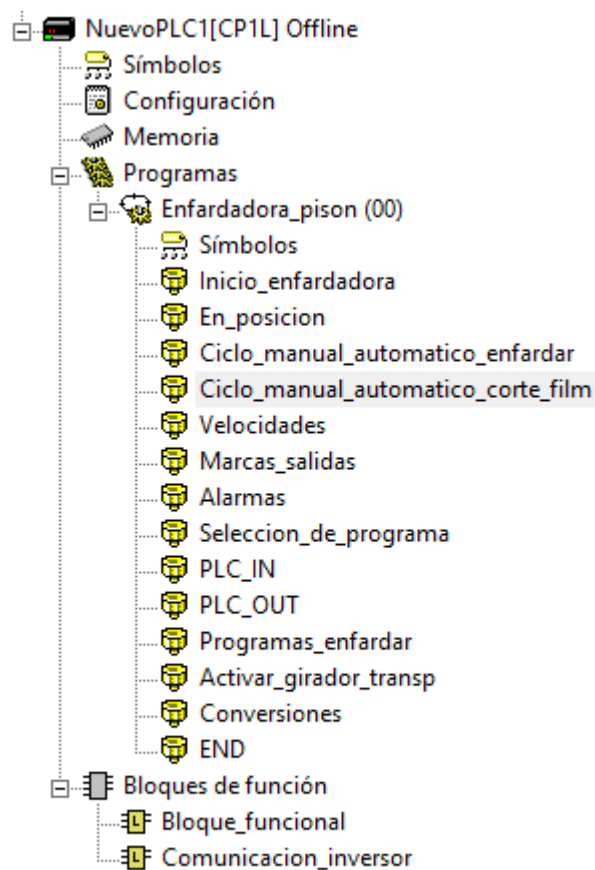 NuevoPLC1[CP1L] Offline
Símbolos
Configuración
Memoria
Programas
Enfardadora_pison (00)
Símbolos
Inicio_enfardadora
En_posicion
Ciclo_manual_automatico_enfardar
Ciclo_manual_automatico_corte_film
Velocidades
Marcas_salidas
Alarmas
Seleccion_de_programa
PLC_IN
PLC_OUT
Programas_enfardar
Activar_girador_transp
Conversiones
END
Bloques de función
Bloque_funcional
Comunicacion_inversor